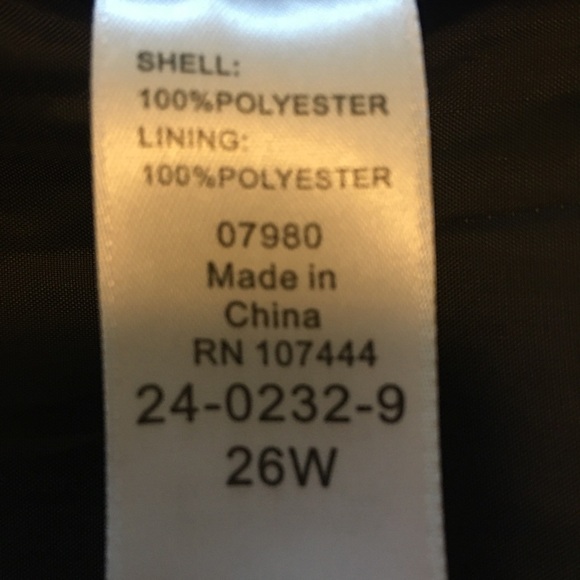 SHELL:
100%POLYESTER
LINING:
100%POLYESTER
07980
Made in
China
RN 107444
24-0232-9
26W